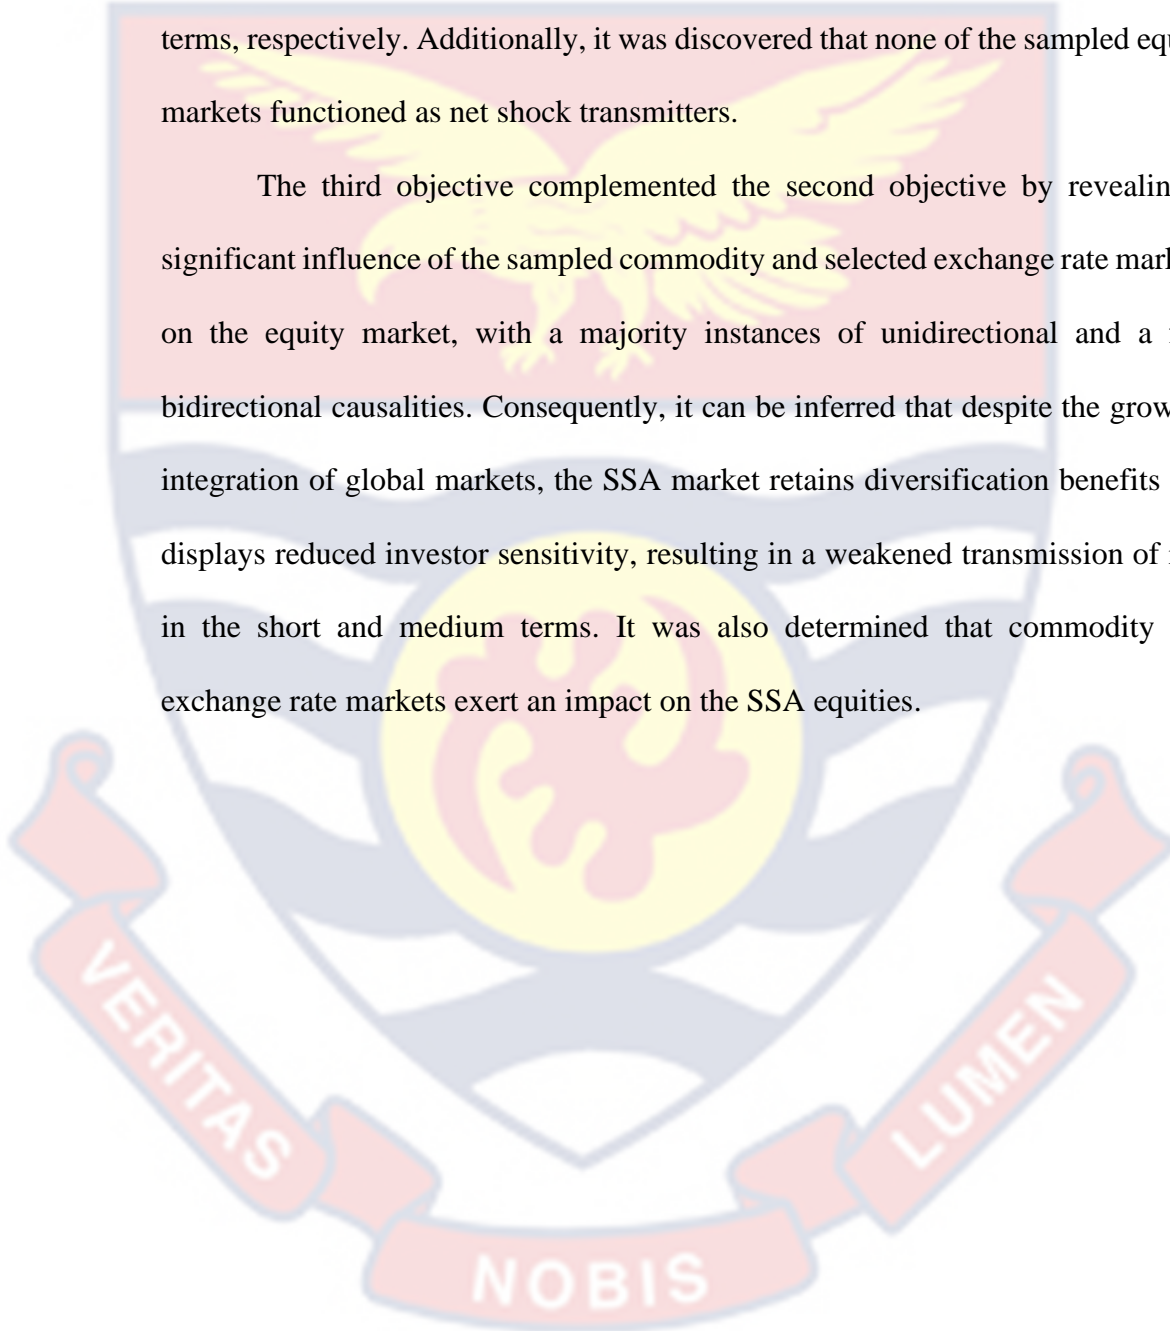 terms, respectively. Additionally, it was discovered that none of the sampled equ
markets functioned as net shock transmitters.
The third objective complemented the second objective by revealin
significant influence of the sampled commodity and selected exchange rate mark
on the equity market, with a majority instances of unidirectional and a
bidirectional causalities. Consequently, it can be inferred that despite the grow
integration of global markets, the SSA market retains diversification benefits
displays reduced investor sensitivity, resulting in a weakened transmission of
in the short and medium terms. It was also determined that commodity
exchange rate markets exert an impact on the SSA equities.
VERITAS
NOBIS
LUMEN